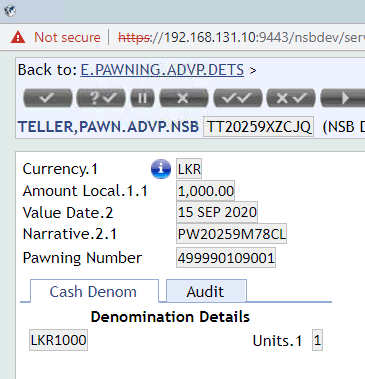 Not secure | https://192.168.131.10:9443/nsbdev/serv
Back to: E.PAWNING.ADVP.DETS >
TELLER,PAWN.ADVP.NSB TT20259XZCJQ (NSB D
Currency.1 LKR
Amount Local.1.1 1,000.00
Value Date.2 15 SEP 2020
Narrative.2.1 PW20259M78CL
Pawning Number 499990109001
Cash Denom Audit
Denomination Details
LKR1000 Units.1 1